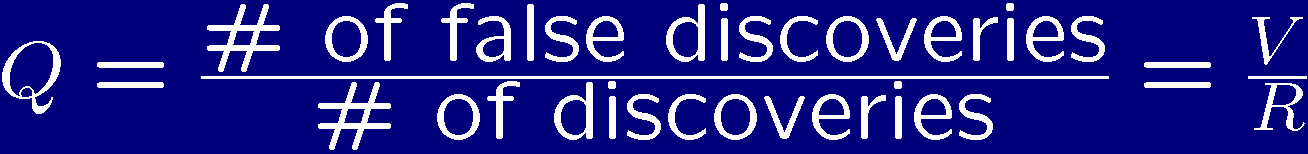 Q = # of false discoveries / # of discoveries = V / R